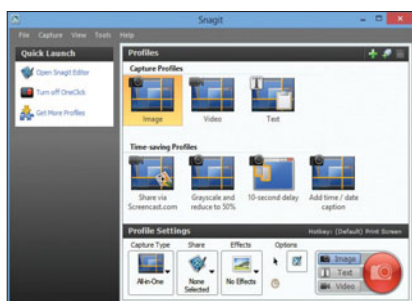 Snagit
File Capture View Tools Help
Quick Launch
Open Snagit Editor
Turn off OneClick
Get More Profiles
Profiles
Capture Profiles
Image
Video
Text
Time-saving Profiles
Share via Screencast.com
Grayscale and reduce to 50%
10-second delay
Add time / date caption
Profile Settings
Hotkey: (Default) Print Screen
Capture Type
Share
Effects
Options
All-in-One
None Selected
No Effects
Image
Text
Video